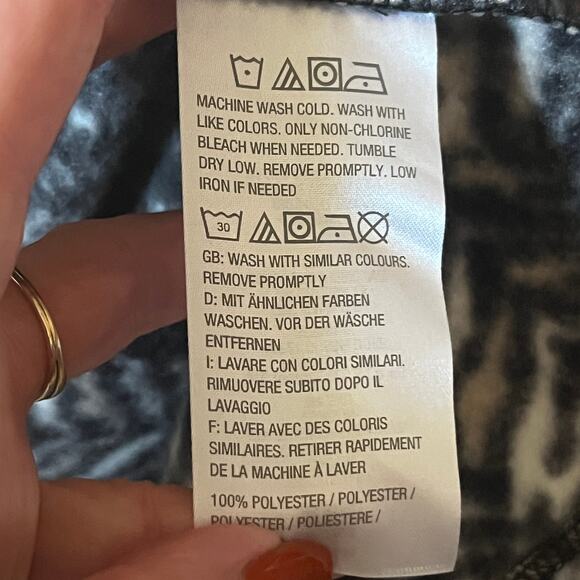 MACHINE WASH COLD. WASH WITH
LIKE COLORS. ONLY NON-CHLORINE
BLEACH WHEN NEEDED. TUMBLE
DRY LOW. REMOVE PROMPTLY. LOW
IRON IF NEEDED
30
GB: WASH WITH SIMILAR COLOURS.
REMOVE PROMPTLY
D: MIT ÄHNLICHEN FARBEN
WASCHEN. VOR DER WÄSCHE
ENTFERNEN
I: LAVARE CON COLORI SIMILARI.
RIMUOVERE SUBITO DOPO IL
LAVAGGIO
F: LAVER AVEC DES COLORIS
SIMILAIRES. RETIRER RAPIDEMENT
DE LA MACHINE À LAVER
100% POLYESTER / POLYESTER /
POLYESTER / POLIESTERE /